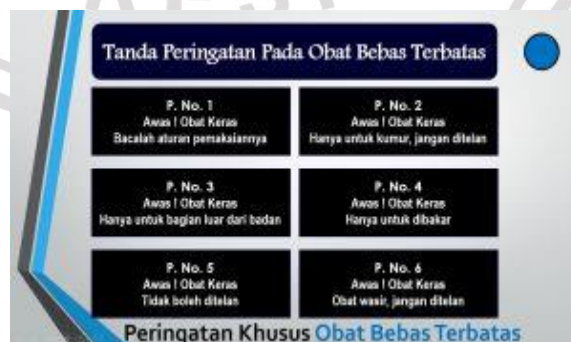 Tanda Peringatan Pada Obat Bebas Terbatas
P. No. 1
Awas ! Obat Keras
Bacalah aturan pemakaiannya
P. No. 2
Awas ! Obat Keras
Hanya untuk kumur, jangan ditelan
P. No. 3
Awas ! Obat Keras
Hanya untuk bagian luar dari badan
P. No. 4
Awas ! Obat Keras
Hanya untuk dibakar
P. No. 5
Awas ! Obat Keras
Tidak boleh ditelan
P. No. 6
Awas ! Obat Keras
Obat wasir, jangan ditelan
Peringatan Khusus Obat Bebas Terbatas